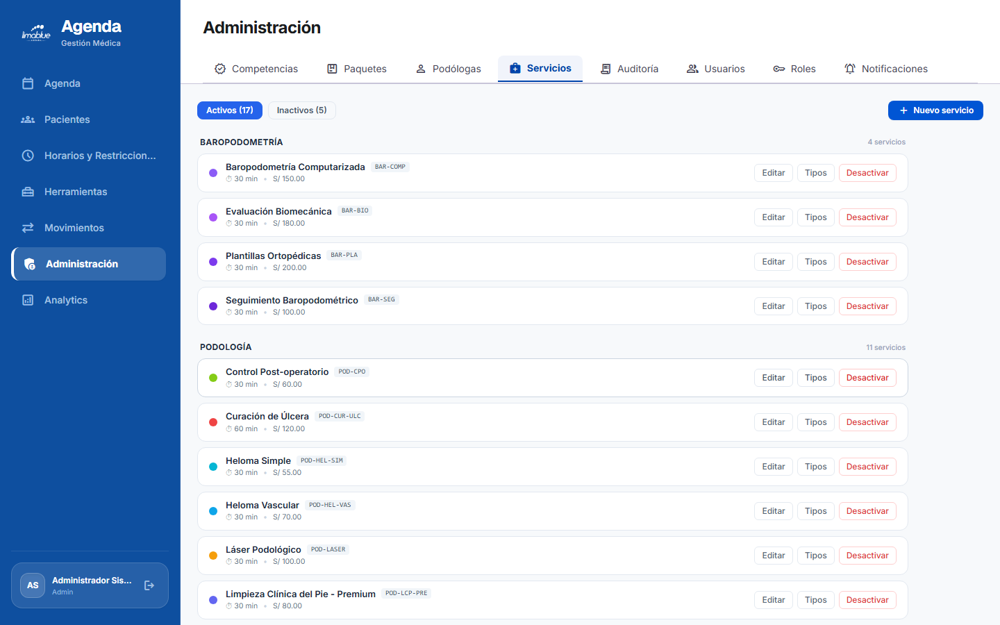 limablue
Agenda
Gestión Médica
Agenda
Pacientes
Horarios y Restriccion...
Herramientas
Movimientos
Administración
Analytics
AS
Administrador Sis...
Admin
Administración
Competencias
Paquetes
Podólogas
Servicios
Auditoría
Usuarios
Roles
Notificaciones
Activos (17)
Inactivos (5)
+ Nuevo servicio
BAROPODOMETRÍA
4 servicios
Baropodometría Computarizada BAR-COMP
30 min • S/ 150.00
Editar Tipos Desactivar
Evaluación Biomecánica BAR-BIO
30 min • S/ 180.00
Editar Tipos Desactivar
Plantillas Ortopédicas BAR-PLA
30 min • S/ 200.00
Editar Tipos Desactivar
Seguimiento Baropodométrico BAR-SEG
30 min • S/ 100.00
Editar Tipos Desactivar
PODOLOGÍA
11 servicios
Control Post-operatorio POD-CPO
30 min • S/ 60.00
Editar Tipos Desactivar
Curación de Úlcera POD-CUR-ULC
60 min • S/ 120.00
Editar Tipos Desactivar
Heloma Simple POD-HEL-SIM
30 min • S/ 55.00
Editar Tipos Desactivar
Heloma Vascular POD-HEL-VAS
30 min • S/ 70.00
Editar Tipos Desactivar
Láser Podológico POD-LASER
30 min • S/ 100.00
Editar Tipos Desactivar
Limpieza Clínica del Pie - Premium POD-LCP-PRE
30 min • S/ 80.00
Editar Tipos Desactivar